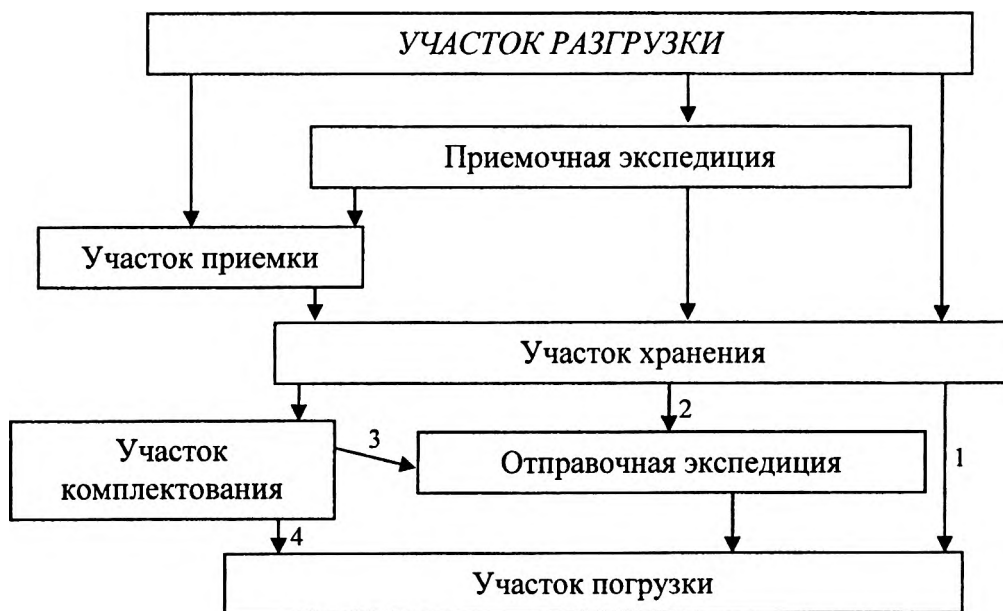 УЧАСТОК РАЗГРУЗКИ
Приемочная экспедиция
Участок приемки
Участок хранения
2
Участок
комплектования
3
Отправочная экспедиция
1
4
Участок погрузки